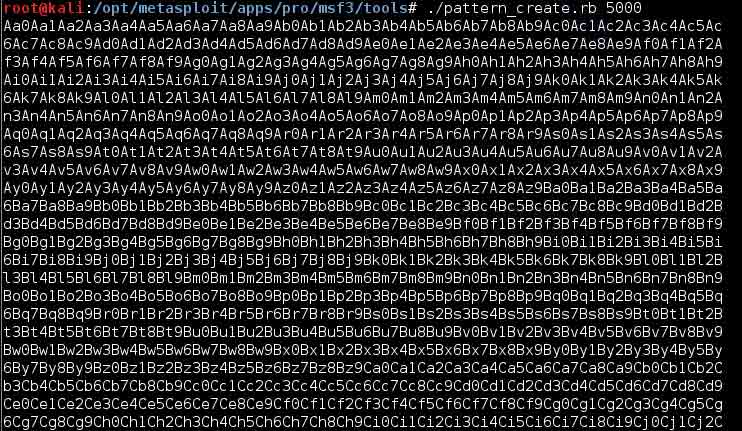 root@kali:/opt/metasploit/apps/pro/msf3/tools# ./pattern_create.rb 5000
Aa0Aa1Aa2Aa3Aa4Aa5Aa6Aa7Aa8Aa9Ab0Ab1Ab2Ab3Ab4Ab5Ab6Ab7Ab8Ab9Ac0Ac1Ac2Ac3Ac4Ac5Ac
6Ac7Ac8Ac9Ad0Ad1Ad2Ad3Ad4Ad5Ad6Ad7Ad8Ad9Ae0Ae1Ae2Ae3Ae4Ae5Ae6Ae7Ae8Ae9Af0Af1Af2A
f3Af4Af5Af6Af7Af8Af9Ag0Ag1Ag2Ag3Ag4Ag5Ag6Ag7Ag8Ag9Ah0Ah1Ah2Ah3Ah4Ah5Ah6Ah7Ah8Ah9
Ai0Ai1Ai2Ai3Ai4Ai5Ai6Ai7Ai8Ai9Aj0Aj1Aj2Aj3Aj4Aj5Aj6Aj7Aj8Aj9Ak0Ak1Ak2Ak3Ak4Ak5Ak
6Ak7Ak8Ak9Al0Al1Al2Al3Al4Al5Al6Al7Al8Al9Am0Am1Am2Am3Am4Am5Am6Am7Am8Am9An0An1An2A
n3An4An5An6An7An8An9Ao0Ao1Ao2Ao3Ao4Ao5Ao6Ao7Ao8Ao9Ap0Ap1Ap2Ap3Ap4Ap5Ap6Ap7Ap8Ap9
Aq0Aq1Aq2Aq3Aq4Aq5Aq6Aq7Aq8Aq9Ar0Ar1Ar2Ar3Ar4Ar5Ar6Ar7Ar8Ar9As0As1As2As3As4As5As
6As7As8As9At0At1At2At3At4At5At6At7At8At9Au0Au1Au2Au3Au4Au5Au6Au7Au8Au9Av0Av1Av2A
v3Av4Av5Av6Av7Av8Av9Aw0Aw1Aw2Aw3Aw4Aw5Aw6Aw7Aw8Aw9Ax0Ax1Ax2Ax3Ax4Ax5Ax6Ax7Ax8Ax9
Ay0Ay1Ay2Ay3Ay4Ay5Ay6Ay7Ay8Ay9Az0Az1Az2Az3Az4Az5Az6Az7Az8Az9Ba0Ba1Ba2Ba3Ba4Ba5Ba
6Ba7Ba8Ba9Bb0Bb1Bb2Bb3Bb4Bb5Bb6Bb7Bb8Bb9Bc0Bc1Bc2Bc3Bc4Bc5Bc6Bc7Bc8Bc9Bd0Bd1Bd2B
d3Bd4Bd5Bd6Bd7Bd8Bd9Be0Be1Be2Be3Be4Be5Be6Be7Be8Be9Bf0Bf1Bf2Bf3Bf4Bf5Bf6Bf7Bf8Bf9
Bg0Bg1Bg2Bg3Bg4Bg5Bg6Bg7Bg8Bg9Bh0Bh1Bh2Bh3Bh4Bh5Bh6Bh7Bh8Bh9Bi0Bi1Bi2Bi3Bi4Bi5Bi
6Bi7Bi8Bi9Bj0Bj1Bj2Bj3Bj4Bj5Bj6Bj7Bj8Bj9Bk0Bk1Bk2Bk3Bk4Bk5Bk6Bk7Bk8Bk9Bl0Bl1Bl2B
l3Bl4Bl5Bl6Bl7Bl8Bl9Bm0Bm1Bm2Bm3Bm4Bm5Bm6Bm7Bm8Bm9Bn0Bn1Bn2Bn3Bn4Bn5Bn6Bn7Bn8Bn9
Bo0Bo1Bo2Bo3Bo4Bo5Bo6Bo7Bo8Bo9Bp0Bp1Bp2Bp3Bp4Bp5Bp6Bp7Bp8Bp9Bq0Bq1Bq2Bq3Bq4Bq5Bq
6Bq7Bq8Bq9Br0Br1Br2Br3Br4Br5Br6Br7Br8Br9Bs0Bs1Bs2Bs3Bs4Bs5Bs6Bs7Bs8Bs9Bt0Bt1Bt2B
t3Bt4Bt5Bt6Bt7Bt8Bt9Bu0Bu1Bu2Bu3Bu4Bu5Bu6Bu7Bu8Bu9Bv0Bv1Bv2Bv3Bv4Bv5Bv6Bv7Bv8Bv9
Bw0Bw1Bw2Bw3Bw4Bw5Bw6Bw7Bw8Bw9Bx0Bx1Bx2Bx3Bx4Bx5Bx6Bx7Bx8Bx9By0By1By2By3By4By5By
6By7By8By9Bz0Bz1Bz2Bz3Bz4Bz5Bz6Bz7Bz8Bz9Ca0Ca1Ca2Ca3Ca4Ca5Ca6Ca7Ca8Ca9Cb0Cb1Cb2C
b3Cb4Cb5Cb6Cb7Cb8Cb9Cc0Cc1Cc2Cc3Cc4Cc5Cc6Cc7Cc8Cc9Cd0Cd1Cd2Cd3Cd4Cd5Cd6Cd7Cd8Cd9
Ce0Ce1Ce2Ce3Ce4Ce5Ce6Ce7Ce8Ce9Cf0Cf1Cf2Cf3Cf4Cf5Cf6Cf7Cf8Cf9Cg0Cg1Cg2Cg3Cg4Cg5Cg
6Cg7Cg8Cg9Ch0Ch1Ch2Ch3Ch4Ch5Ch6Ch7Ch8Ch9Ci0Ci1Ci2Ci3Ci4Ci5Ci6Ci7Ci8Ci9Cj0Cj1Cj2C